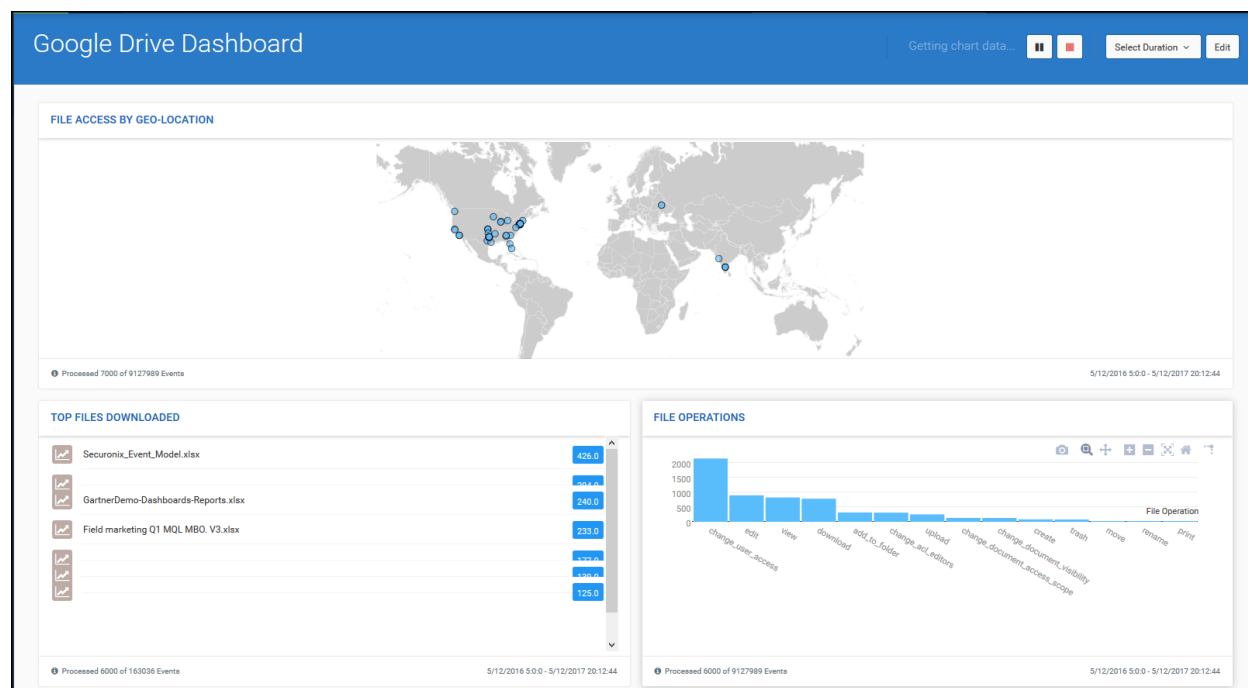 Google Drive Dashboard
Getting chart data...
Select Duration
Edit
FILE ACCESS BY GEO-LOCATION
Processed 7000 of 9127989 Events
5/12/2016 5:0:0 - 5/12/2017 20:12:44
TOP FILES DOWNLOADED
Securonix_Event_Model.xlsx
426.0
GartnerDemo-Dashboards-Reports.xlsx
240.0
Field marketing Q1 MQL MBO. V3.xlsx
233.0
125.0
Processed 6000 of 163036 Events
5/12/2016 5:0:0 - 5/12/2017 20:12:44
FILE OPERATIONS
2000
1500
1000
500
0
File Operation
change_user_access
edit
view
download
add_to_folder
change_acl_editors
upload
change_document_access_scope
change_document_visibility
create
trash
move
rename
print
Processed 6000 of 9127989 Events
5/12/2016 5:0:0 - 5/12/2017 20:12:44